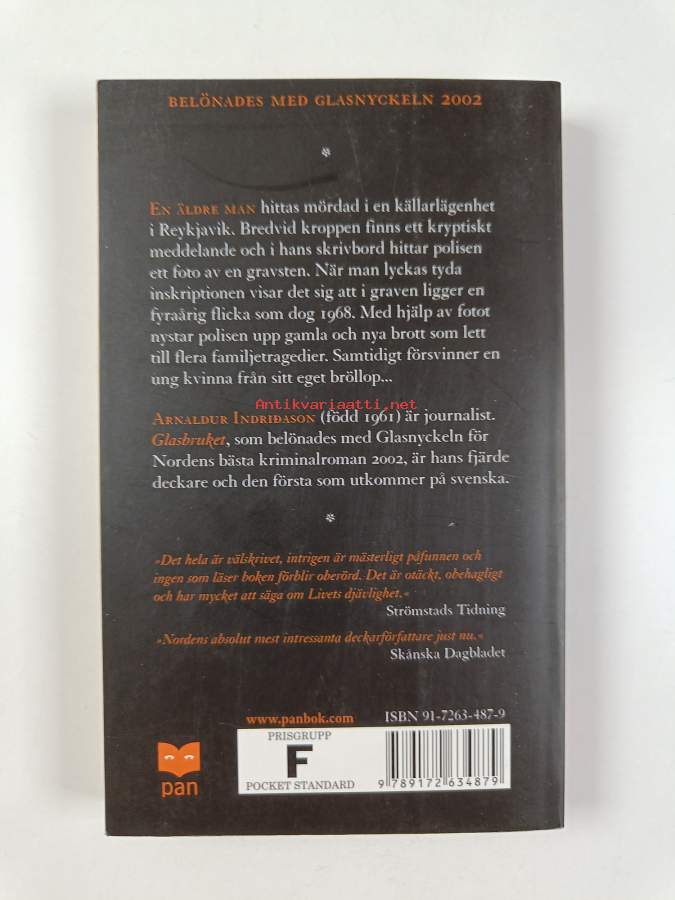 BELÖNADES MED GLASNYCKELN 2002
*
EN ÄLDRE MAN hittas mördad i en källarlägenhet
i Reykjavik. Bredvid kroppen finns ett kryptiskt
meddelande och i hans skrivbord hittar polisen
ett foto av en gravsten. När man lyckas tyda
inskriptionen visar det sig att i graven ligger en
fyraårig flicka som dog 1968. Med hjälp av fotot
nystar polisen upp gamla och nya brott som lett
till flera familjetragedier. Samtidigt försvinner en
ung kvinna från sitt eget bröllop...
Antikvariaatti.net
ARNALDUR INDRIÐASON (född 1961) är journalist.
Glasbruket, som belönades med Glasnyckeln för
Nordens bästa kriminalroman 2002, är hans fjärde
deckare och den första som utkommer på svenska.
*
»Det hela är välskrivet, intrigen är mästerligt påfunnen och
ingen som läser boken förblir oberörd. Det är otäckt, obehagligt
och har mycket att säga om Livets djävlighet.«
Strömstads Tidning
»Nordens absolut mest intressanta deckarförfattare just nu.«
Skånska Dagbladet
www.panbok.com
ISBN 91-7263-487-9
PRISGRUPP
F
POCKET STANDARD
9 789172 634879
pan